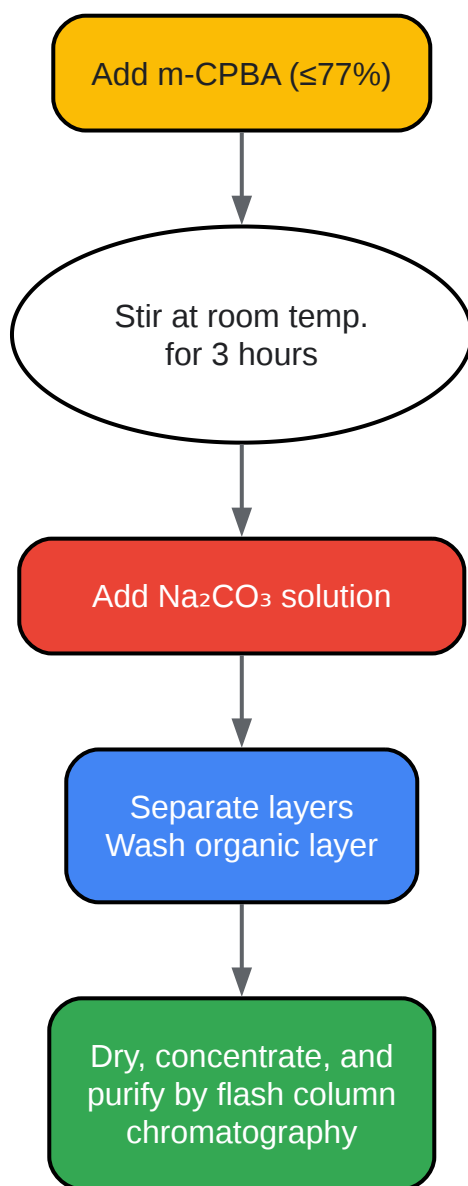 Add m-CPBA (≤77%)
Stir at room temp.
for 3 hours
Add Na₂CO₃ solution
Separate layers
Wash organic layer
Dry, concentrate, and
purify by flash column
chromatography